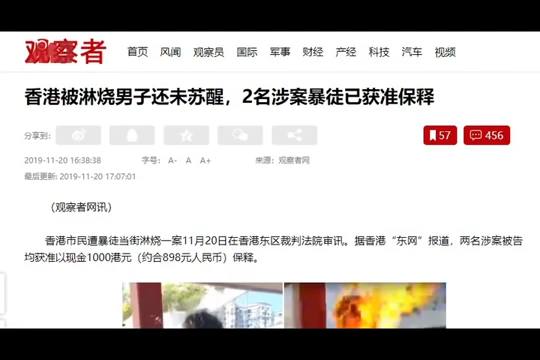 观察者
首页 风闻 观察员 国际 军事 财经 产经 科技 汽车 视频
香港被淋烧男子还未苏醒，2名涉案暴徒已获准保释
分享到：
57
456
2019-11-20 16:38:38 字号： A- A A+ 来源：观察者网
最后更新: 2019-11-20 17:07:01
（观察者网讯）
香港市民遭暴徒当街淋烧一案11月20日在香港东区裁判法院审讯。据香港“东网”报道，两名涉案被告
均获准以现金1000港元（约合898元人民币）保释。